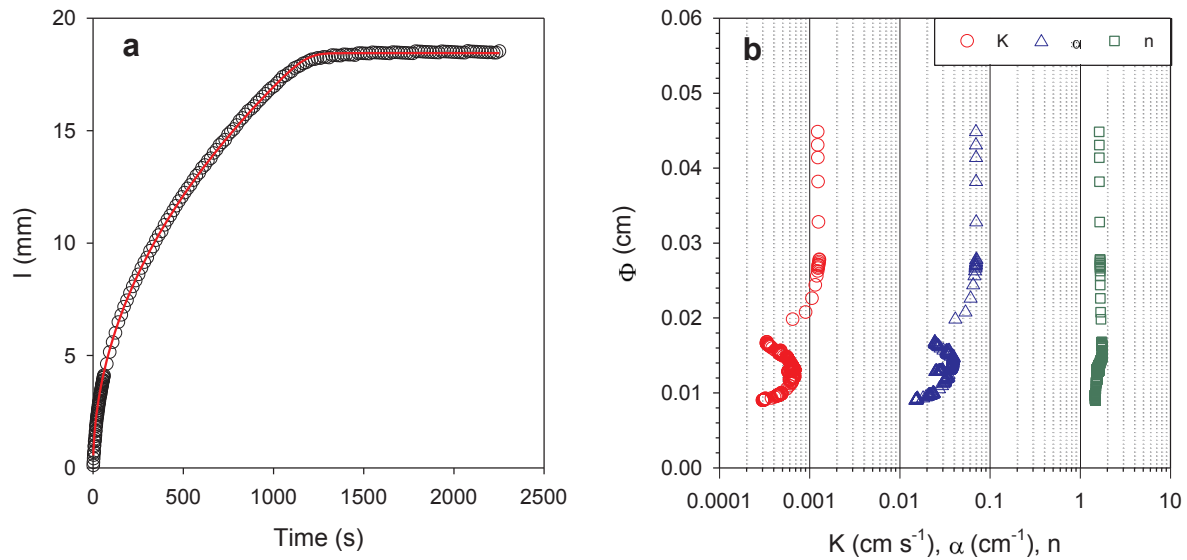 a
I (mm)
20
15
10
5
0
0 500 1000 1500 2000 2500
Time (s)
b
K α n
Φ (cm)
0.06
0.05
0.04
0.03
0.02
0.01
0.00
0.0001 0.001 0.01 0.1 1 10
K (cm s⁻¹), α (cm⁻¹), n